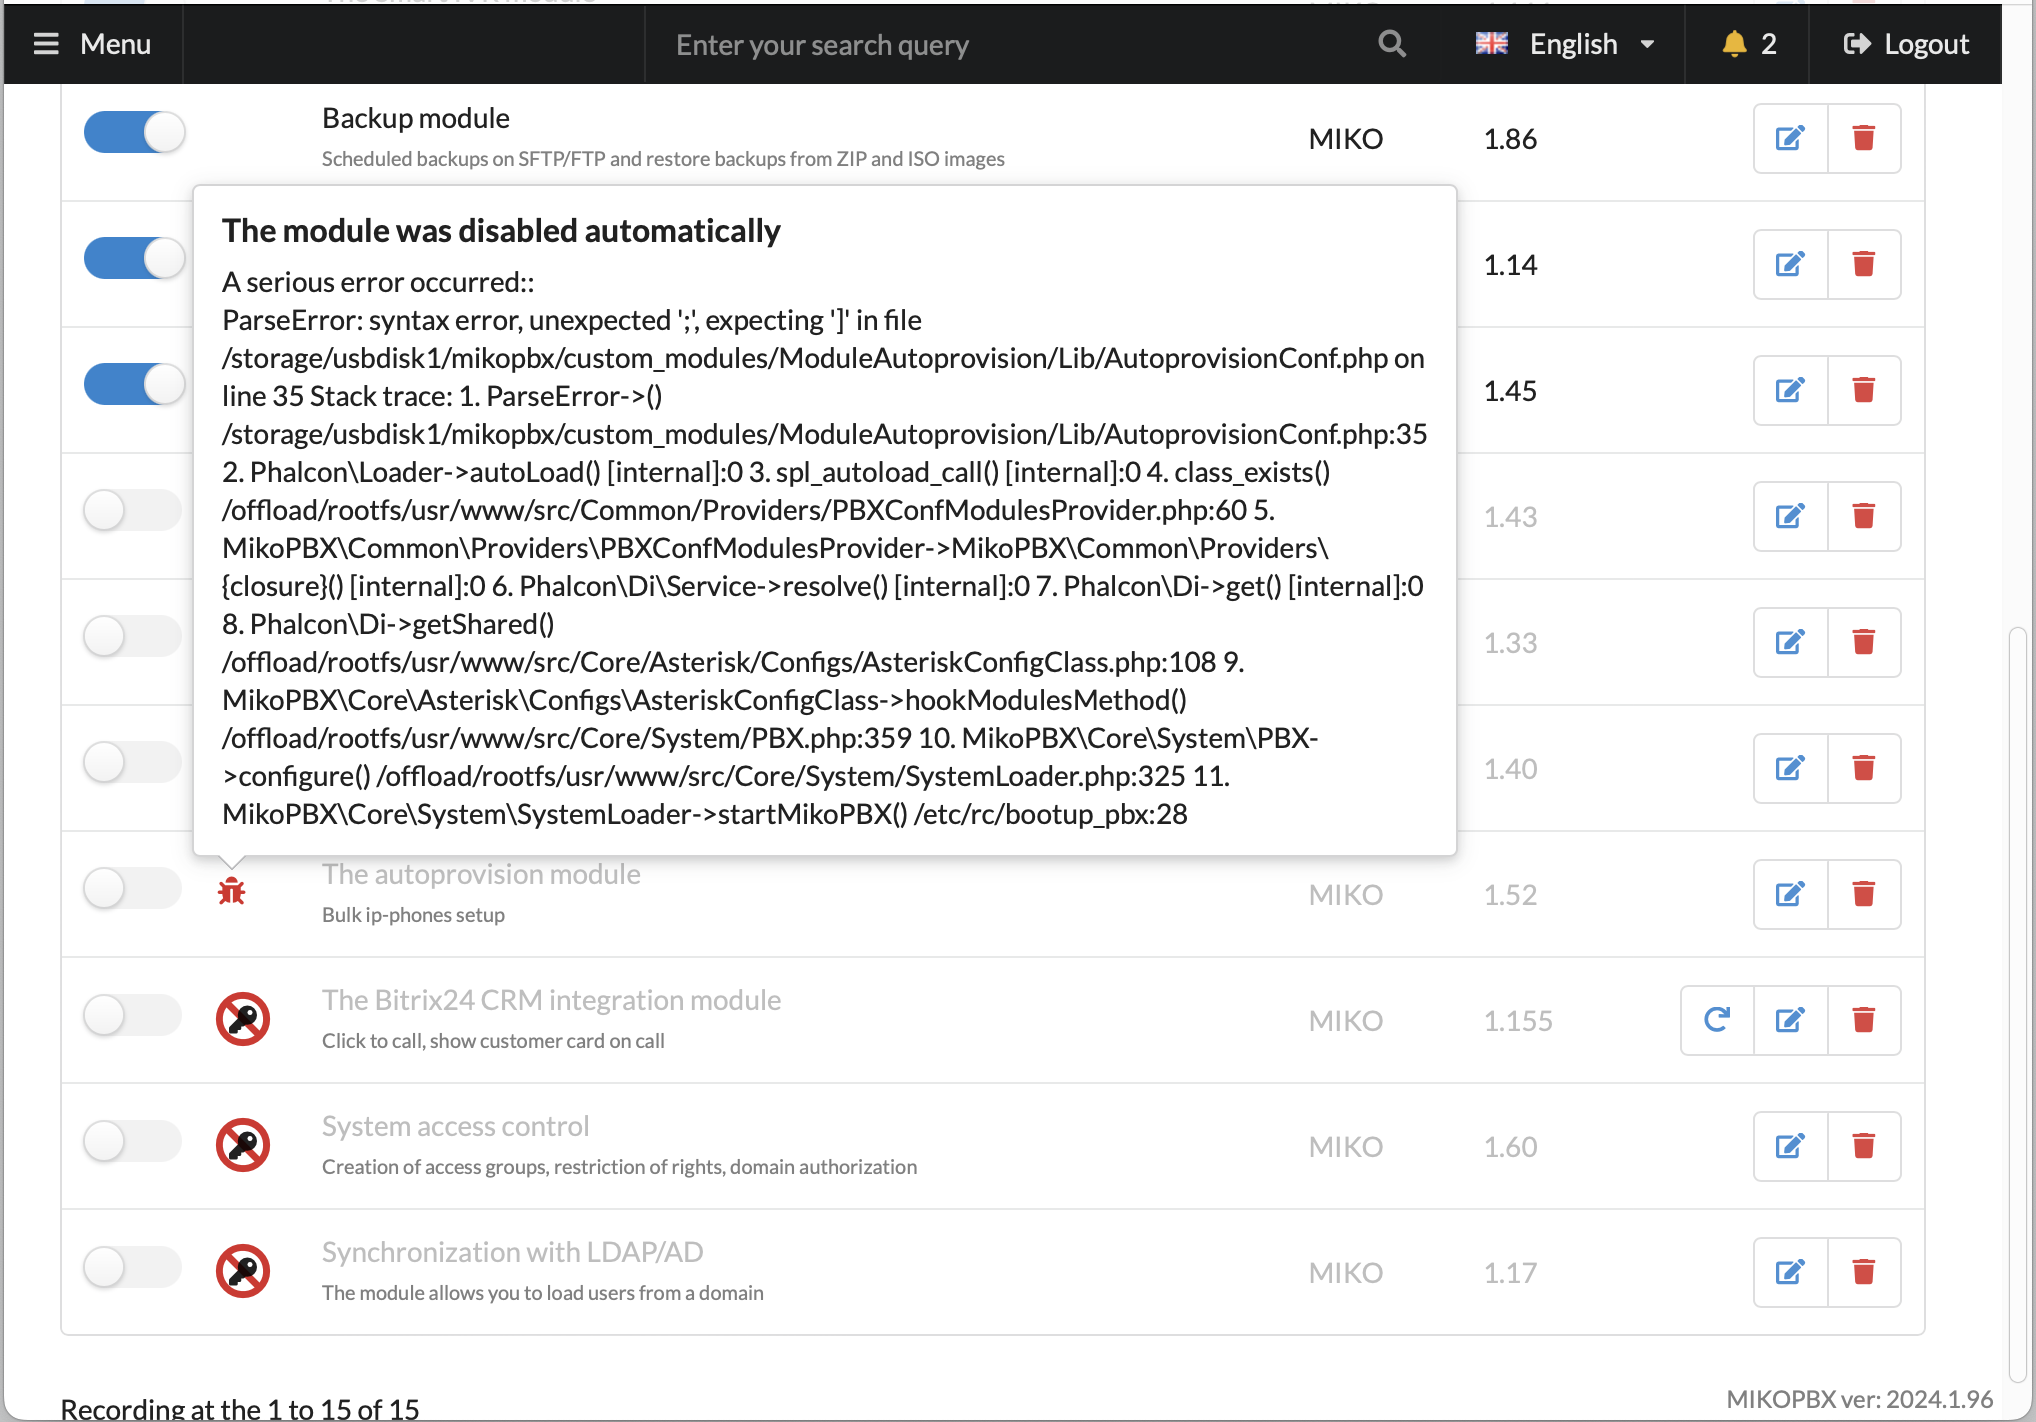 Menu
Enter your search query
English
2
Logout
Backup module
Scheduled backups on SFTP/FTP and restore backups from ZIP and ISO images
MIKO
1.86
The module was disabled automatically
A serious error occurred::
ParseError: syntax error, unexpected ';', expecting ']' in file
/storage/usbdisk1/mikopbx/custom_modules/ModuleAutoprovision/Lib/AutoprovisionConf.php on
line 35 Stack trace: 1. ParseError->()
/storage/usbdisk1/mikopbx/custom_modules/ModuleAutoprovision/Lib/AutoprovisionConf.php:35
2. Phalcon\Loader->autoLoad() [internal]:0 3. spl_autoload_call() [internal]:0 4. class_exists()
/offload/rootfs/usr/www/src/Common/Providers/PBXConfModulesProvider.php:60 5.
MikoPBX\Common\Providers\PBXConfModulesProvider->MikoPBX\Common\Providers\
{closure}() [internal]:0 6. Phalcon\Di\Service->resolve() [internal]:0 7. Phalcon\Di->get() [internal]:0
8. Phalcon\Di->getShared()
/offload/rootfs/usr/www/src/Core/Asterisk/Configs/AsteriskConfigClass.php:108 9.
MikoPBX\Core\Asterisk\Configs\AsteriskConfigClass->hookModulesMethod()
/offload/rootfs/usr/www/src/Core/System/PBX.php:359 10. MikoPBX\Core\System\PBX-
>configure() /offload/rootfs/usr/www/src/Core/System/SystemLoader.php:325 11.
MikoPBX\Core\System\SystemLoader->startMikoPBX() /etc/rc/bootup_pbx:28
1.14
1.45
1.43
1.33
1.40
The autoprovision module
Bulk ip-phones setup
MIKO
1.52
The Bitrix24 CRM integration module
Click to call, show customer card on call
MIKO
1.155
System access control
Creation of access groups, restriction of rights, domain authorization
MIKO
1.60
Synchronization with LDAP/AD
The module allows you to load users from a domain
MIKO
1.17
Recording at the 1 to 15 of 15
MIKOPBX ver: 2024.1.96